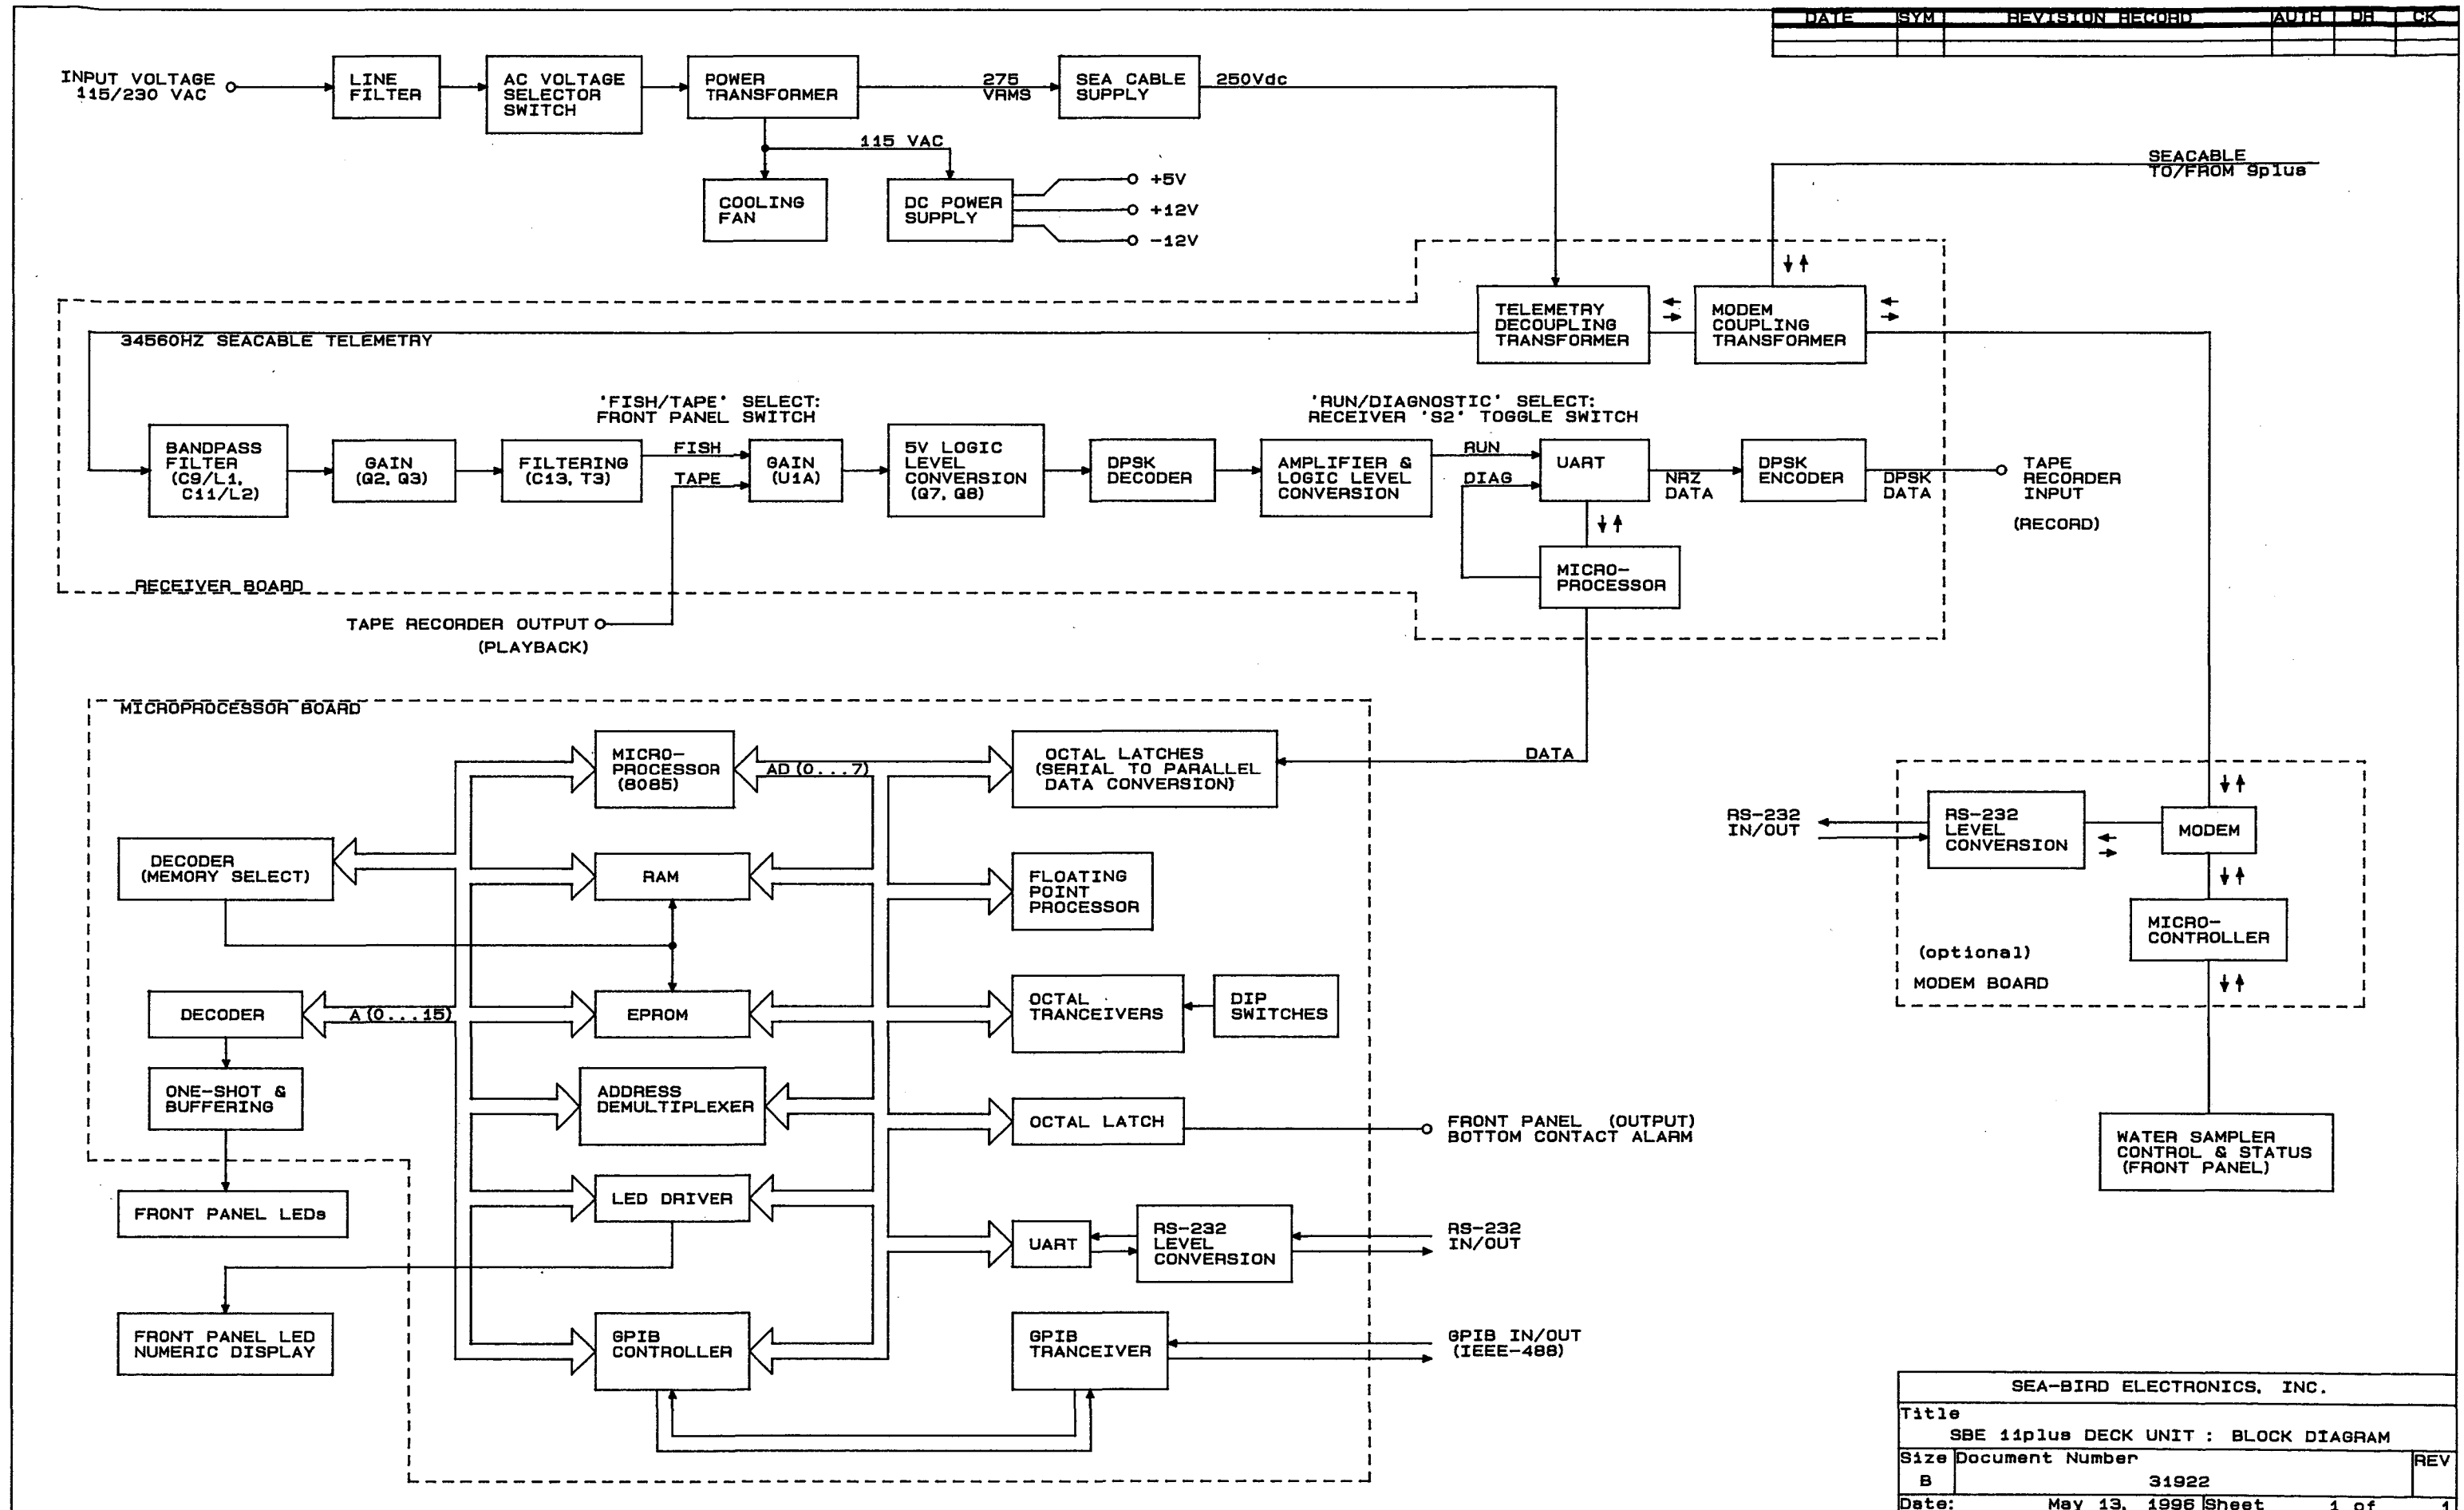 DATE SYM REVISION RECORD AUTH DR CK
INPUT VOLTAGE
115/230 VAC
LINE
FILTER
AC VOLTAGE
SELECTOR
SWITCH
POWER
TRANSFORMER
275
VRMS
SEA CABLE
SUPPLY
250Vdc
115 VAC
COOLING
FAN
DC POWER
SUPPLY
+5V
+12V
-12V
SEACABLE
TO/FROM 9plus
TELEMETRY
DECOUPLING
TRANSFORMER
MODEM
COUPLING
TRANSFORMER
34560HZ SEACABLE TELEMETRY
'FISH/TAPE' SELECT:
FRONT PANEL SWITCH
'RUN/DIAGNOSTIC' SELECT:
RECEIVER 'S2' TOGGLE SWITCH
BANDPASS
FILTER
(C9/L1,
C11/L2)
GAIN
(Q2, Q3)
FILTERING
(C13, T3)
FISH
TAPE
GAIN
(U1A)
5V LOGIC
LEVEL
CONVERSION
(Q7, Q8)
DPSK
DECODER
AMPLIFIER &
LOGIC LEVEL
CONVERSION
RUN
DIAG
UART
NRZ
DATA
DPSK
ENCODER
DPSK
DATA
TAPE
RECORDER
INPUT
(RECORD)
MICRO-
PROCESSOR
RECEIVER BOARD
TAPE RECORDER OUTPUT
(PLAYBACK)
MICROPROCESSOR BOARD
MICRO-
PROCESSOR
(8085)
AD (0...7)
OCTAL LATCHES
(SERIAL TO PARALLEL
DATA CONVERSION)
DATA
DECODER
(MEMORY SELECT)
RAM
FLOATING
POINT
PROCESSOR
RS-232
IN/OUT
RS-232
LEVEL
CONVERSION
MODEM
MICRO-
CONTROLLER
(optional)
MODEM BOARD
DECODER
A (0...15)
EPROM
OCTAL
TRANCEIVERS
DIP
SWITCHES
ONE-SHOT &
BUFFERING
ADDRESS
DEMULTIPLEXER
OCTAL LATCH
FRONT PANEL (OUTPUT)
BOTTOM CONTACT ALARM
WATER SAMPLER
CONTROL & STATUS
(FRONT PANEL)
FRONT PANEL LEDs
LED DRIVER
UART
RS-232
LEVEL
CONVERSION
RS-232
IN/OUT
FRONT PANEL LED
NUMERIC DISPLAY
GPIB
CONTROLLER
GPIB
TRANCEIVER
GPIB IN/OUT
(IEEE-488)
SEA-BIRD ELECTRONICS, INC.
Title
SBE 11plus DECK UNIT : BLOCK DIAGRAM
Size Document Number REV
B 31922
Date: May 13, 1996 Sheet 1 of 1